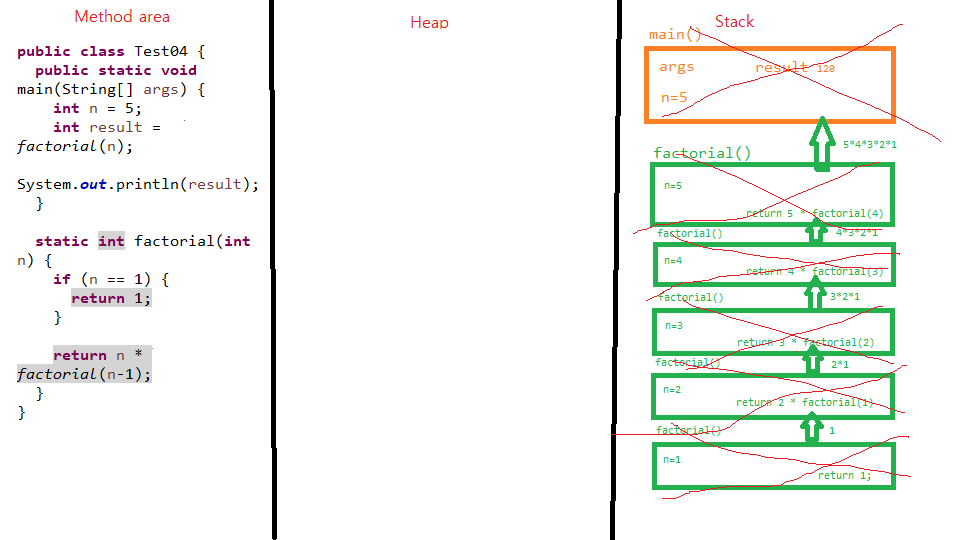 Method area
public class Test04 {
public static void
main(String[] args) {
int n = 5;
int result =
factorial(n);
System.out.println(result);
}
static int factorial(int
n) {
if (n == 1) {
return 1;
}
return n *
factorial(n-1);
}
}
Heap
Stack
main()
args
result 120
n=5
5*4*3*2*1
factorial()
n=5
return 5 * factorial(4)
factorial()
4*3*2*1
n=4
return 4 * factorial(3)
factorial()
3*2*1
n=3
return 3 * factorial(2)
factorial()
2*1
n=2
return 2 * factorial(1)
factorial()
1
n=1
return 1;